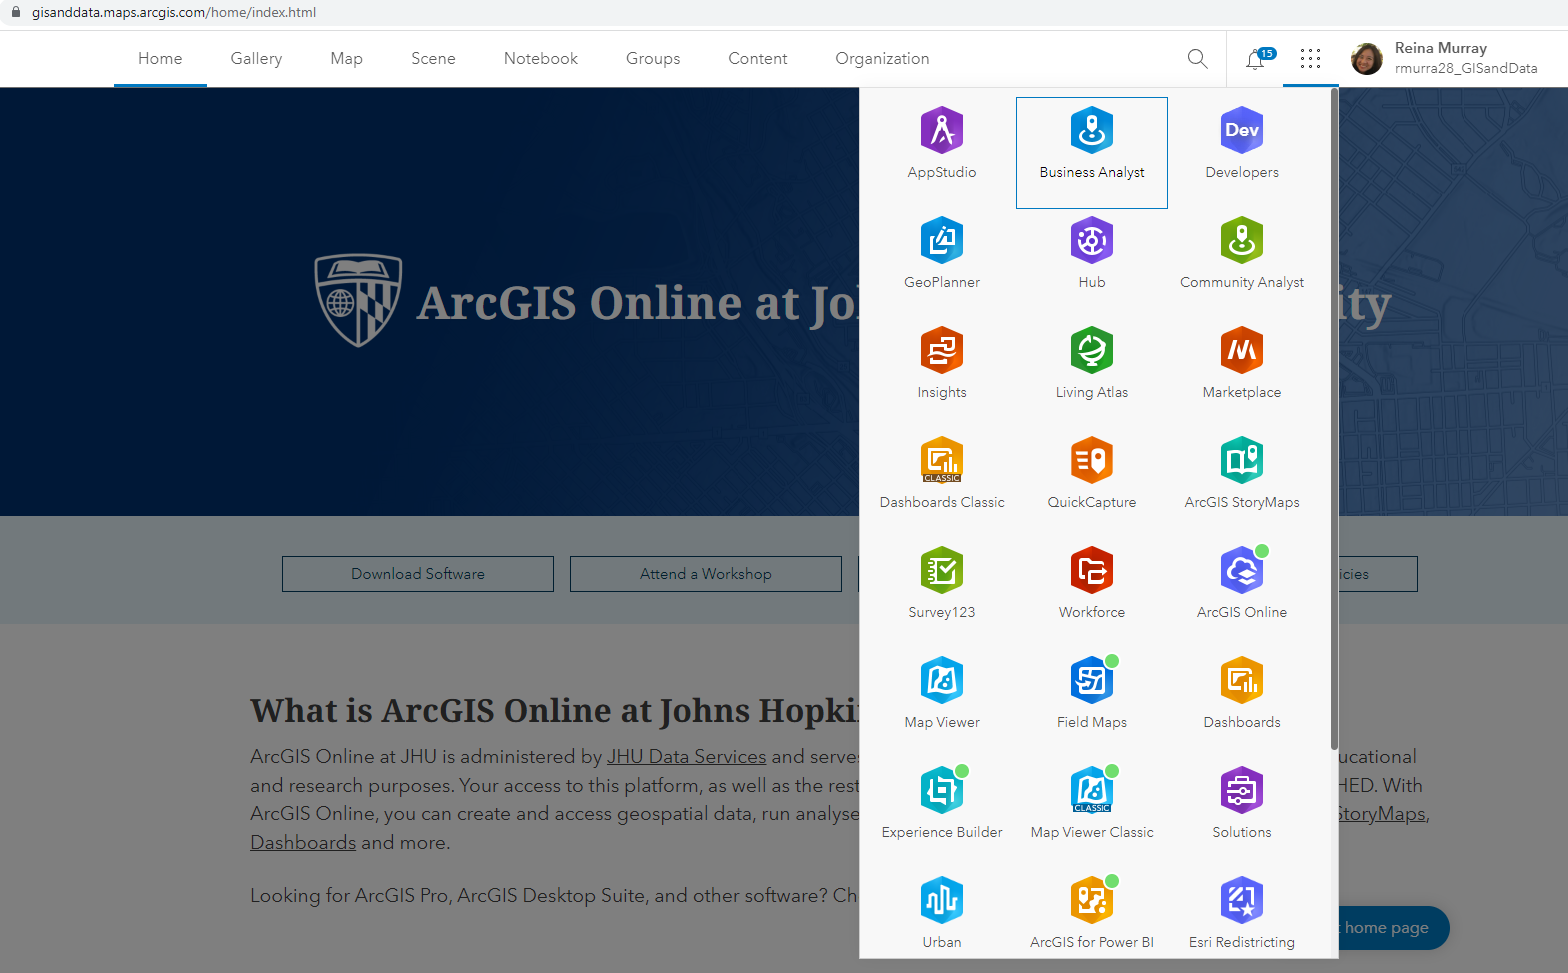 gisanddata.maps.arcgis.com/home/index.html
Home Gallery Map Scene Notebook Groups Content Organization
15
Reina Murray
rmurra28_GISandData
ArcGIS Online at Jo
ity
Download Software
Attend a Workshop
icies
What is ArcGIS Online at Johns Hopki
ArcGIS Online at JHU is administered by JHU Data Services and serves
ucational
and research purposes. Your access to this platform, as well as the rest
HED. With
ArcGIS Online, you can create and access geospatial data, run analyse
StoryMaps,
Dashboards and more.
Looking for ArcGIS Pro, ArcGIS Desktop Suite, and other software? Ch
t home page
AppStudio
Business Analyst
Dev
Developers
GeoPlanner
Hub
Community Analyst
Insights
Living Atlas
Marketplace
CLASSIC
Dashboards Classic
QuickCapture
ArcGIS StoryMaps
Survey123
Workforce
ArcGIS Online
Map Viewer
Field Maps
Dashboards
Experience Builder
CLASSIC
Map Viewer Classic
Solutions
Urban
ArcGIS for Power BI
Esri Redistricting